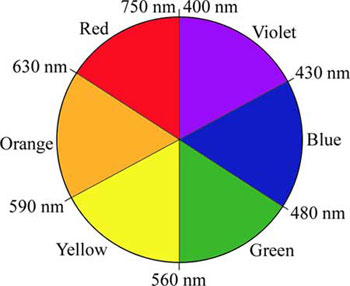 750 nm 400 nm
Red Violet
630 nm 430 nm
Orange Blue
590 nm 480 nm
Yellow Green
560 nm